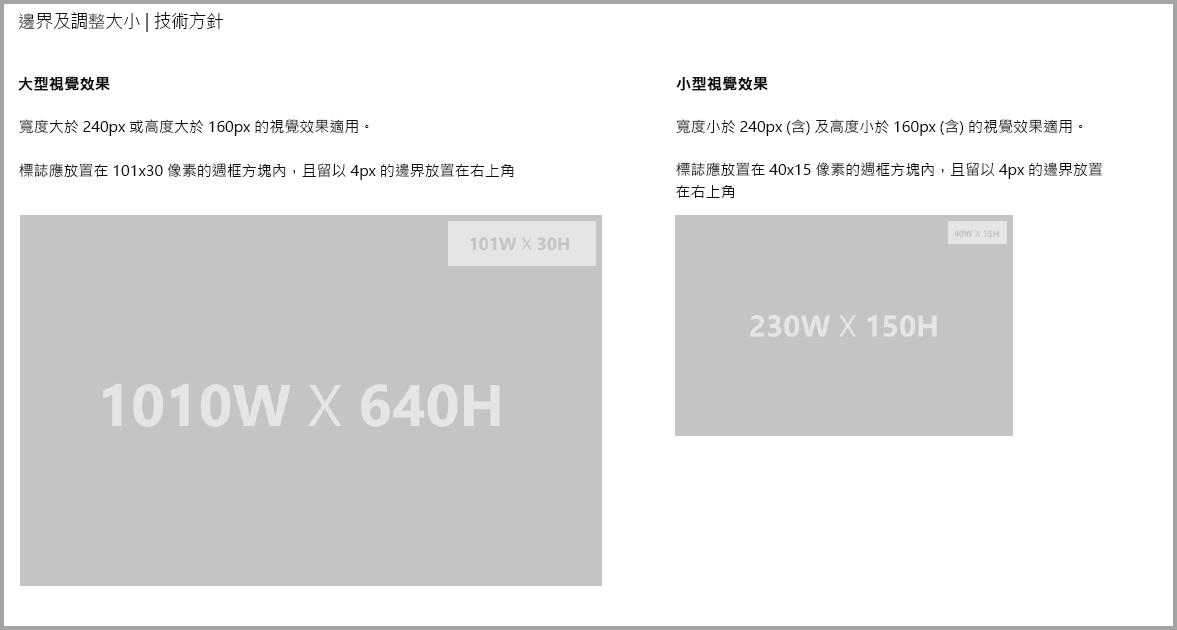 邊界及調整大小 | 技術方針
大型視覺效果
寬度大於 240px 或高度大於 160px 的視覺效果適用。
標誌應放置在 101x30 像素的週框方塊內，且留以 4px 的邊界放置在右上角
101W X 30H
1010W X 640H
小型視覺效果
寬度小於 240px (含) 及高度小於 160px (含) 的視覺效果適用。
標誌應放置在 40x15 像素的週框方塊內，且留以 4px 的邊界放置
在右上角
40W X 15H
230W X 150H